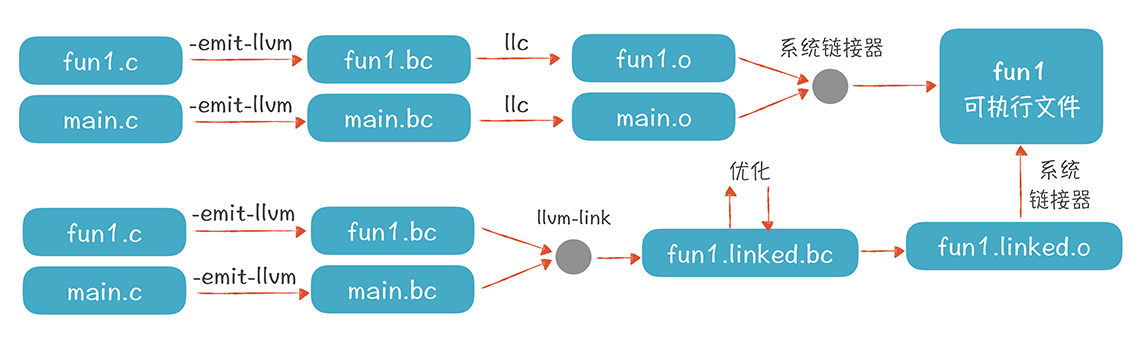 fun1.c
-emit-llvm
fun1.bc
llc
fun1.o
系统链接器
fun1
可执行文件
main.c
-emit-llvm
main.bc
llc
main.o
优化
系统
链接器
fun1.c
-emit-llvm
fun1.bc
llvm-link
fun1.linked.bc
fun1.linked.o
main.c
-emit-llvm
main.bc